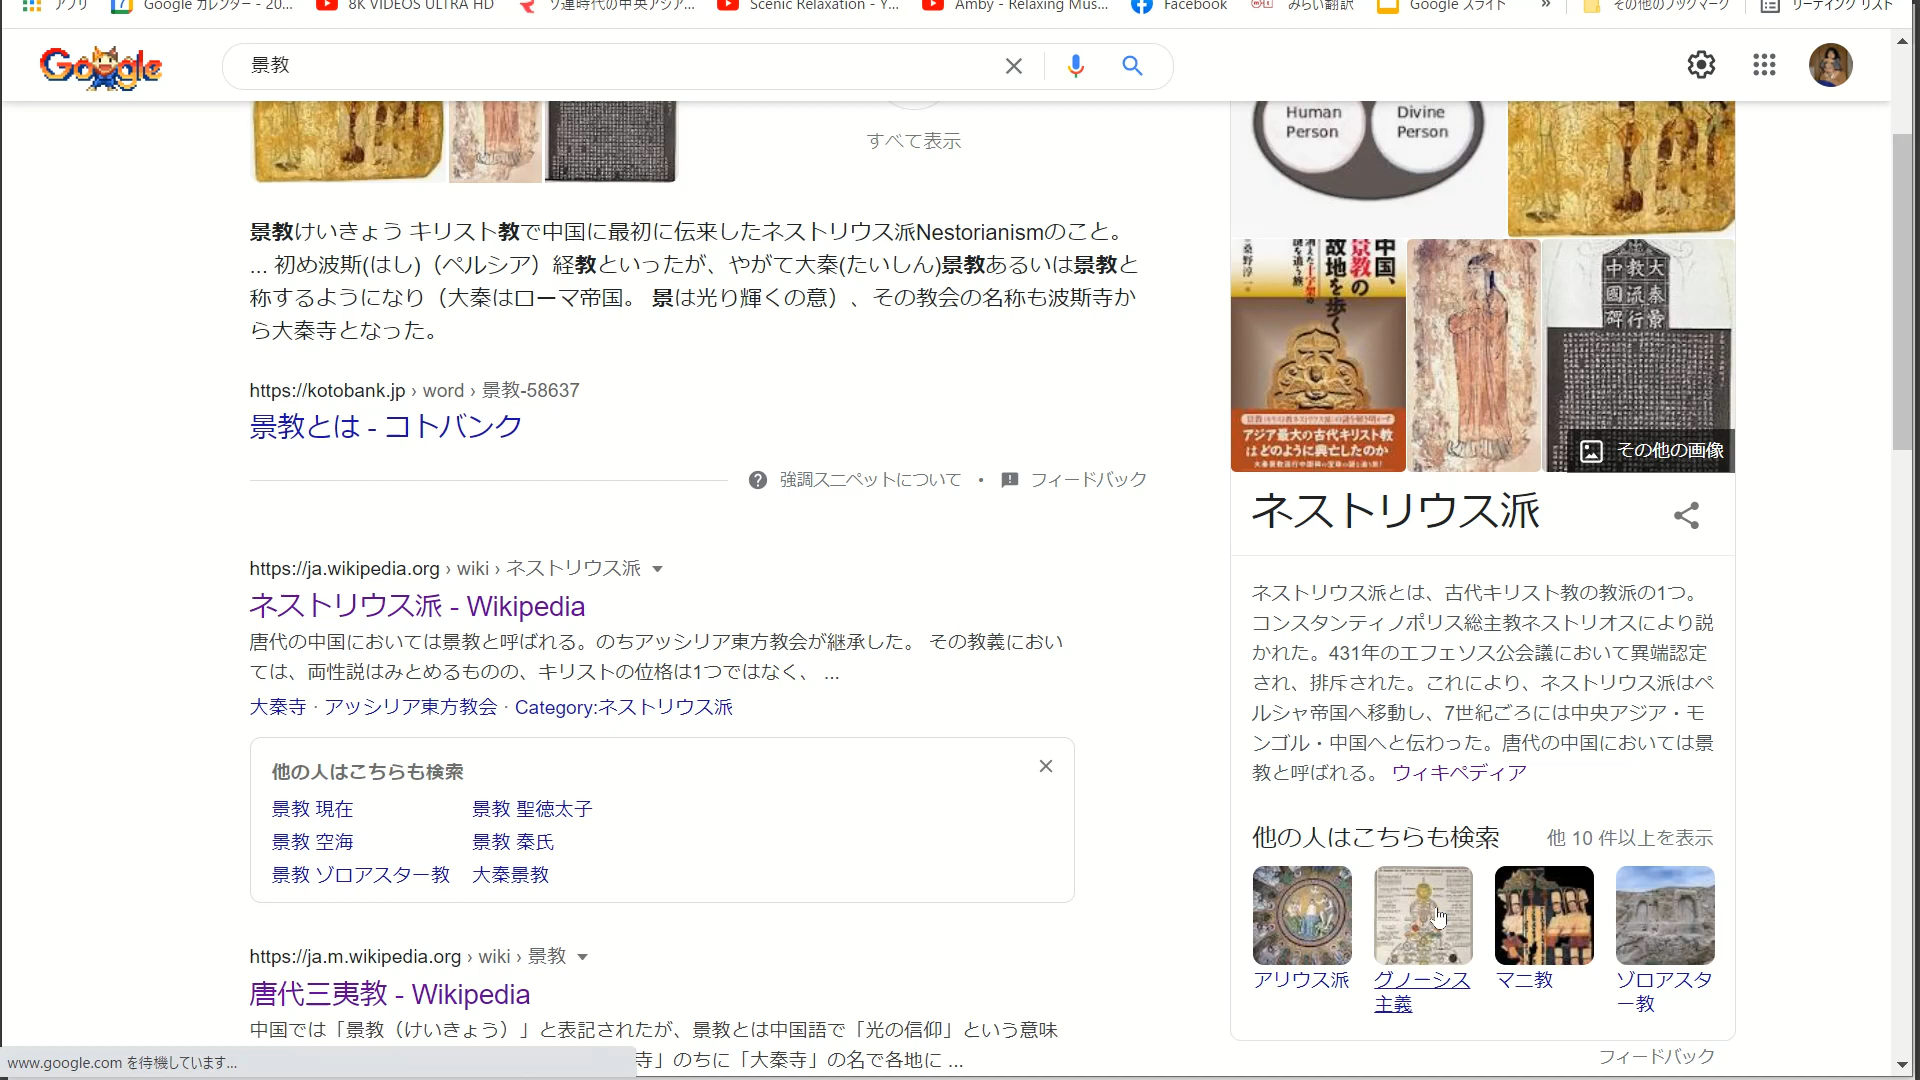 アプリ
Google カレンダー - 20...
8K VIDEOS ULTRA HD
ソ連時代の中央アジア...
Scenic Relaxation - Y...
Amby - Relaxing Mus...
Facebook
みらい翻訳
Google スライド
»
その他のブックマーク
リーディング リスト
Google
景教
すべて表示
Human
Person
Divine
Person
景教けいきょう キリスト教で中国に最初に伝来したネストリウス派Nestorianismのこと。
... 初め波斯(はし)（ペルシア）経教といったが、やがて大秦(たいしん)景教あるいは景教と
称するようになり（大秦はローマ帝国。 景は光り輝くの意）、その教会の名称も波斯寺か
ら大秦寺となった。
https://kotobank.jp › word › 景教-58637
景教とは - コトバンク
強調スニペットについて • フィードバック
https://ja.wikipedia.org › wiki › ネストリウス派
ネストリウス派 - Wikipedia
唐代の中国においては景教と呼ばれる。のちアッシリア東方教会が継承した。 その教義におい
ては、両性説はみとめるものの、キリストの位格は1つではなく、 ...
大秦寺 · アッシリア東方教会 · Category:ネストリウス派
他の人はこちらも検索
景教 現在
景教 聖徳太子
景教 空海
景教 秦氏
景教 ゾロアスター教
大秦景教
https://ja.m.wikipedia.org › wiki › 景教
唐代三夷教 - Wikipedia
中国では「景教（けいきょう）」と表記されたが、景教とは中国語で「光の信仰」という意味
寺」のちに「大秦寺」の名で各地に ...
www.google.com を待機しています...
中国、
景教の
故地を歩く
アジア最大の古代キリスト教
はどのように興亡したのか
大秦景
教流行
中國碑
その他の画像
ネストリウス派
ネストリウス派とは、古代キリスト教の教派の1つ。
コンスタンティノポリス総主教ネストリオスにより説
かれた。431年のエフェソス公会議において異端認定
され、排斥された。これにより、ネストリウス派はペ
ルシャ帝国へ移動し、7世紀ごろには中央アジア・モ
ンゴル・中国へと伝わった。唐代の中国においては景
教と呼ばれる。 ウィキペディア
他の人はこちらも検索
他 10 件以上を表示
アリウス派
グノーシス
主義
マニ教
ゾロアスタ
ー教
フィードバック